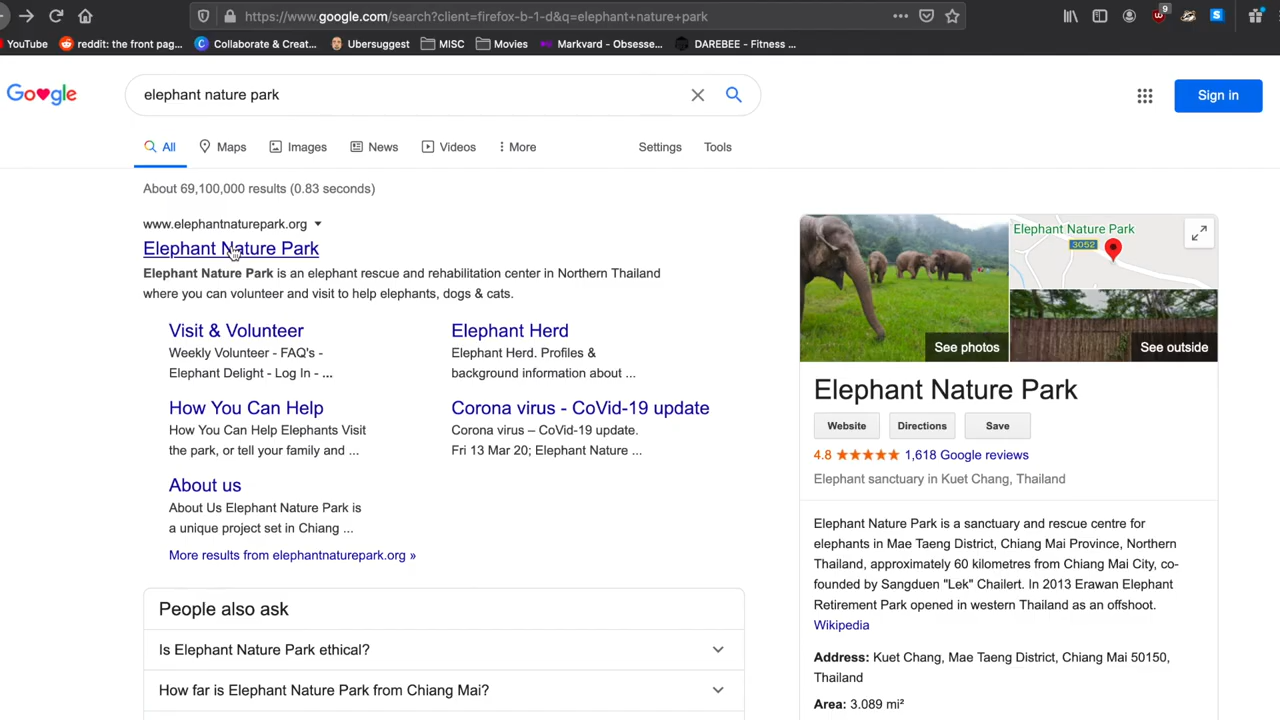 https://www.google.com/search?client=firefox-b-1-d&q=elephant+nature+park
9
S
YouTube
reddit: the front pag...
Collaborate & Creat...
Ubersuggest
MISC
Movies
Markvard - Obsesse...
DAREBEE - Fitness ...
elephant nature park
Sign in
All
Maps
Images
News
Videos
More
Settings
Tools
About 69,100,000 results (0.83 seconds)
www.elephantnaturepark.org
Elephant Nature Park
Elephant Nature Park is an elephant rescue and rehabilitation center in Northern Thailand
where you can volunteer and visit to help elephants, dogs & cats.
Visit & Volunteer
Weekly Volunteer - FAQ's -
Elephant Delight - Log In - ...
Elephant Herd
Elephant Herd. Profiles &
background information about ...
How You Can Help
How You Can Help Elephants Visit
the park, or tell your family and ...
Corona virus - CoVid-19 update
Corona virus – CoVid-19 update.
Fri 13 Mar 20; Elephant Nature ...
About us
About Us Elephant Nature Park is
a unique project set in Chiang ...
More results from elephantnaturepark.org »
People also ask
Is Elephant Nature Park ethical?
How far is Elephant Nature Park from Chiang Mai?
Elephant Nature Park
3052
See photos
See outside
Elephant Nature Park
Website
Directions
Save
4.8
1,618 Google reviews
Elephant sanctuary in Kuet Chang, Thailand
Elephant Nature Park is a sanctuary and rescue centre for
elephants in Mae Taeng District, Chiang Mai Province, Northern
Thailand, approximately 60 kilometres from Chiang Mai City, co-
founded by Sangduen "Lek" Chailert. In 2013 Erawan Elephant
Retirement Park opened in western Thailand as an offshoot.
Wikipedia
Address: Kuet Chang, Mae Taeng District, Chiang Mai 50150,
Thailand
Area: 3.089 mi²